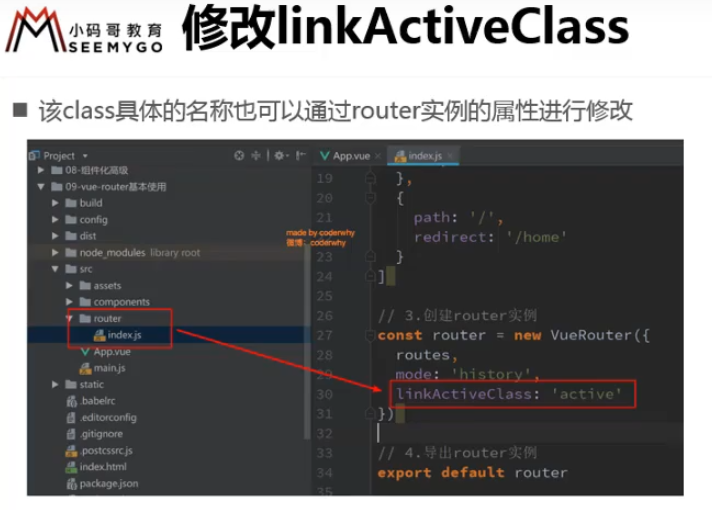 小码哥教育
SEEMYGO
修改linkActiveClass
■ 该class具体的名称也可以通过router实例的属性进行修改
Project
08-组件化高级
09-vue-router基本使用
build
config
dist
node_modules library root
src
assets
components
router
index.js
App.vue
main.js
static
.babelrc
.editorconfig
.gitignore
.postcssrc.js
index.html
package.json
made by coderwhy
微博：coderwhy
App.vue
index.js
19 },
20 {
21 path: '/',
redirect: '/home'
23 }
24 ]
25
26 // 3.创建router实例
27 const router = new VueRouter({
28 routes,
29 mode: 'history',
30 linkActiveClass: 'active'
31 })
32
33 // 4.导出router实例
34 export default router
35